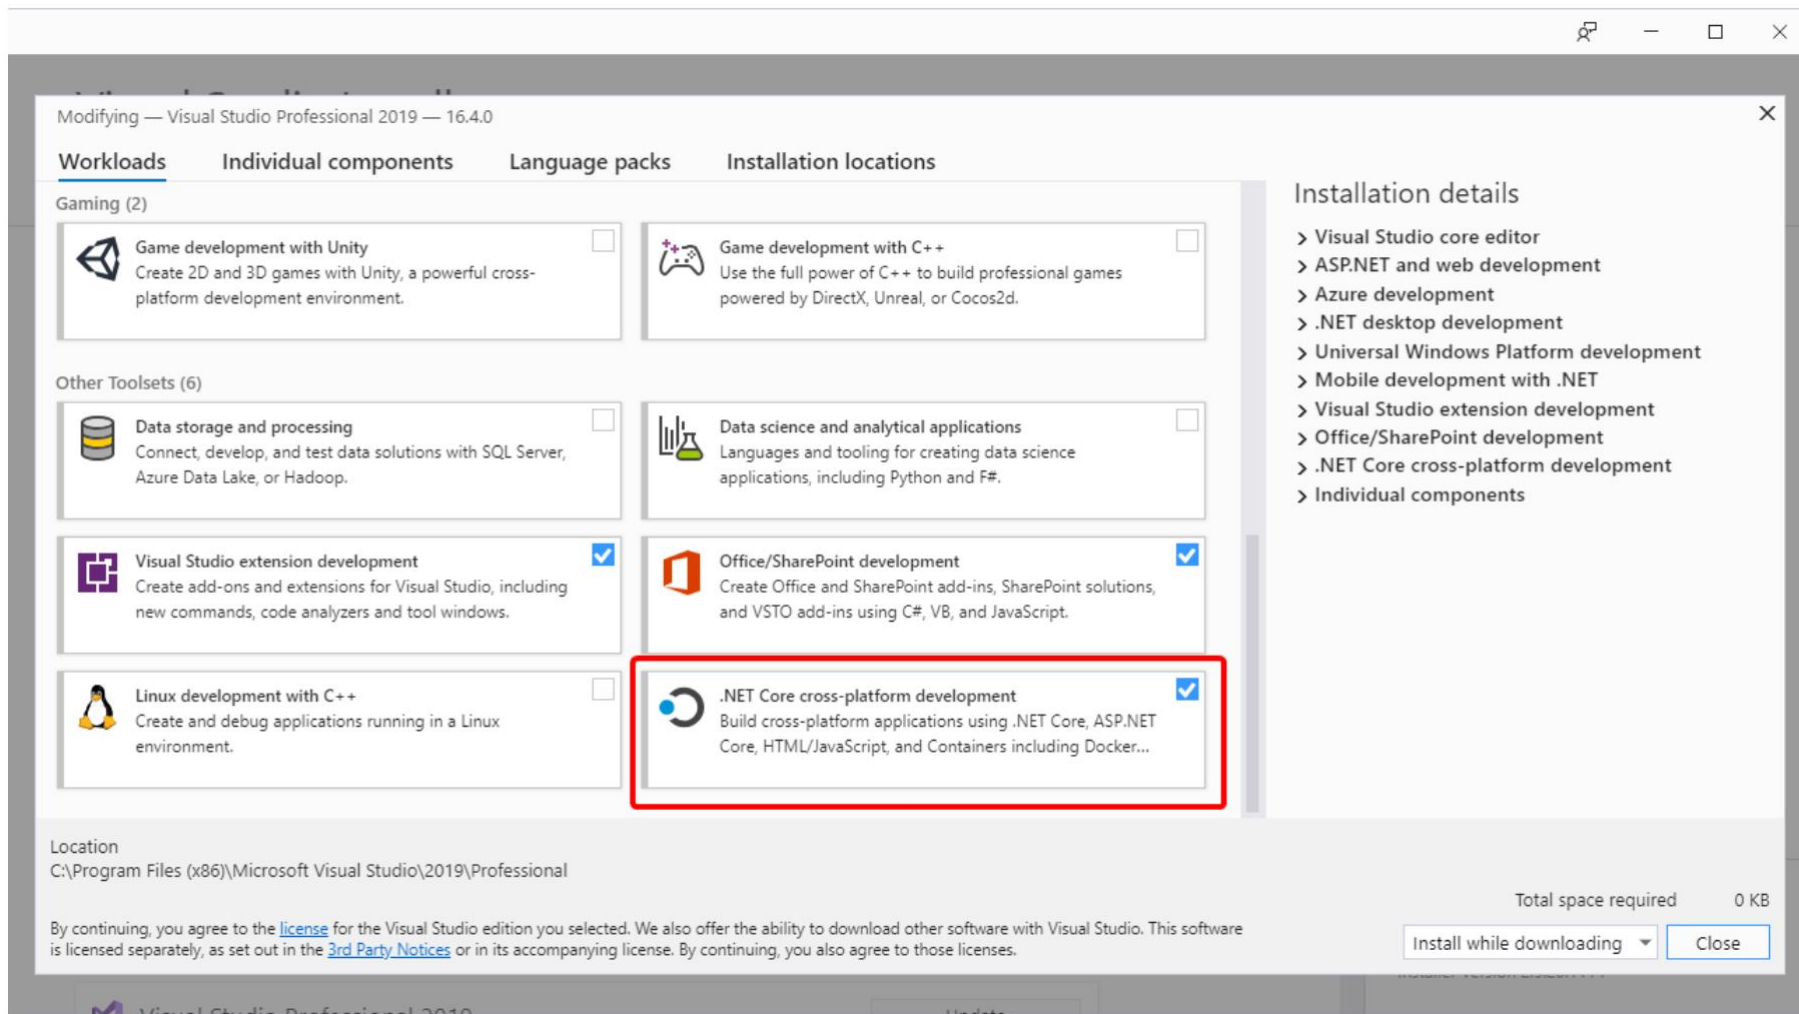 Modifying — Visual Studio Professional 2019 — 16.4.0
Workloads Individual components Language packs Installation locations
Gaming (2)
Game development with Unity
Create 2D and 3D games with Unity, a powerful cross-
platform development environment.
Game development with C++
Use the full power of C++ to build professional games
powered by DirectX, Unreal, or Cocos2d.
Other Toolsets (6)
Data storage and processing
Connect, develop, and test data solutions with SQL Server,
Azure Data Lake, or Hadoop.
Data science and analytical applications
Languages and tooling for creating data science
applications, including Python and F#.
Visual Studio extension development
Create add-ons and extensions for Visual Studio, including
new commands, code analyzers and tool windows.
Office/SharePoint development
Create Office and SharePoint add-ins, SharePoint solutions,
and VSTO add-ins using C#, VB, and JavaScript.
Linux development with C++
Create and debug applications running in a Linux
environment.
.NET Core cross-platform development
Build cross-platform applications using .NET Core, ASP.NET
Core, HTML/JavaScript, and Containers including Docker...
Installation details
Visual Studio core editor
ASP.NET and web development
Azure development
.NET desktop development
Universal Windows Platform development
Mobile development with .NET
Visual Studio extension development
Office/SharePoint development
.NET Core cross-platform development
Individual components
Location
C:\Program Files (x86)\Microsoft Visual Studio\2019\Professional
Total space required 0 KB
By continuing, you agree to the license for the Visual Studio edition you selected. We also offer the ability to download other software with Visual Studio. This software
is licensed separately, as set out in the 3rd Party Notices or in its accompanying license. By continuing, you also agree to those licenses.
Install while downloading Close
Visual Studio Professional 2019
Update